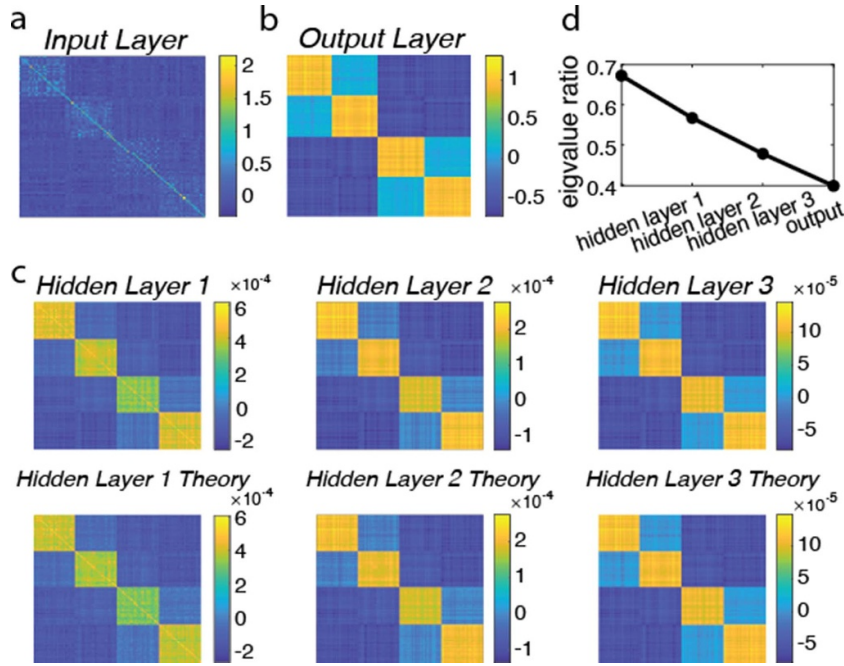 a
Input Layer
2
1.5
1
0.5
0
b
Output Layer
1
0.5
0
-0.5
d
eigvalue ratio
0.7
0.6
0.5
0.4
hidden layer 1
hidden layer 2
hidden layer 3
output
c
Hidden Layer 1
×10-4
6
4
2
0
-2
Hidden Layer 2
×10-4
2
1
0
-1
Hidden Layer 3
×10-5
10
5
0
-5
Hidden Layer 1 Theory
×10-4
6
4
2
0
-2
Hidden Layer 2 Theory
×10-4
2
1
0
-1
Hidden Layer 3 Theory
×10-5
10
5
0
-5